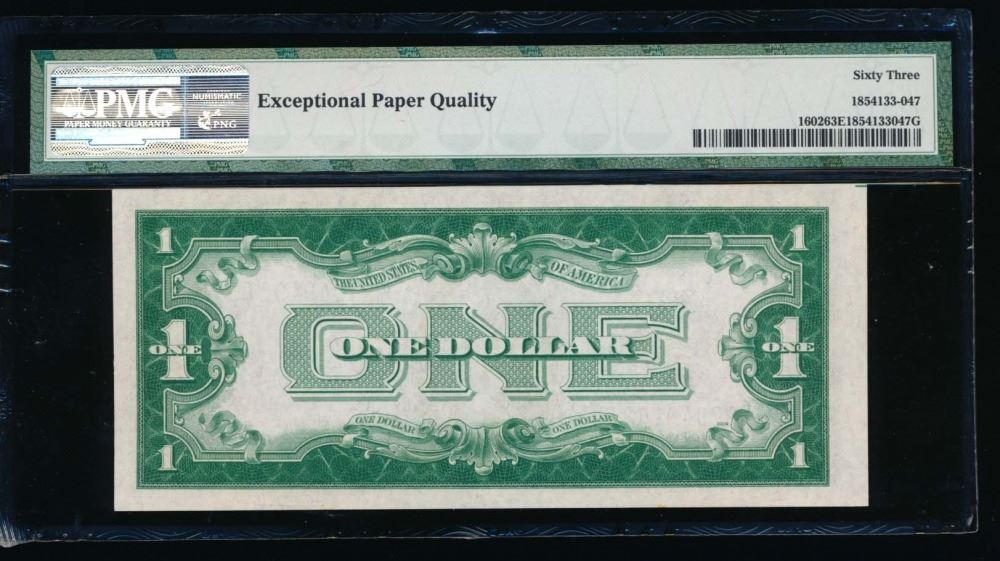 PMG
PAPER MONEY GUARANTY
NUMISMATIC
PNG
Exceptional Paper Quality
Sixty Three
1854133-047
160263E1854133047G
1
1
THE UNITED STATES
OF AMERICA
ONE
1
ONE
ONE DOLLAR
1
ONE
ONE DOLLAR
ONE DOLLAR
1
1